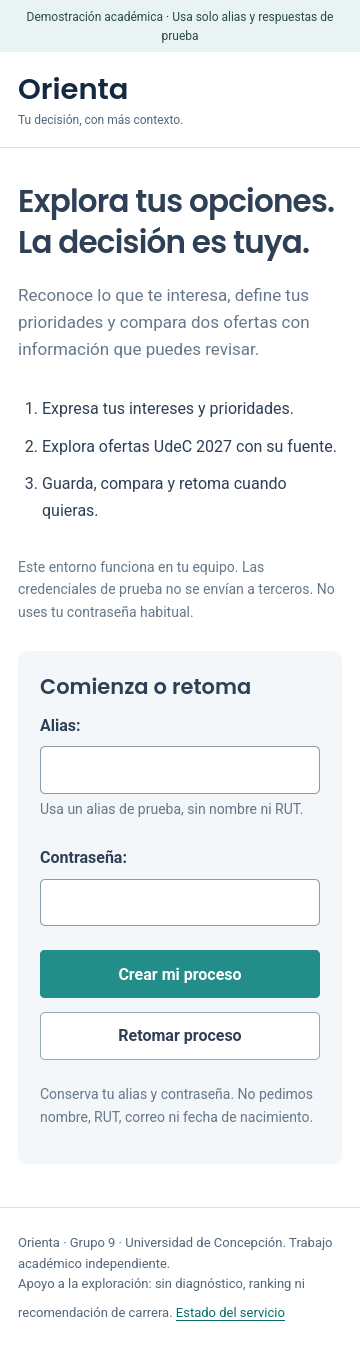 Demostración académica · Usa solo alias y respuestas de
prueba
Orienta
Tu decisión, con más contexto.
Explora tus opciones.
La decisión es tuya.
Reconoce lo que te interesa, define tus
prioridades y compara dos ofertas con
información que puedes revisar.
1. Expresa tus intereses y prioridades.
2. Explora ofertas UdeC 2027 con su fuente.
3. Guarda, compara y retoma cuando
quieras.
Este entorno funciona en tu equipo. Las
credenciales de prueba no se envían a terceros. No
uses tu contraseña habitual.
Comienza o retoma
Alias:
Usa un alias de prueba, sin nombre ni RUT.
Contraseña:
Crear mi proceso
Retomar proceso
Conserva tu alias y contraseña. No pedimos
nombre, RUT, correo ni fecha de nacimiento.
Orienta · Grupo 9 · Universidad de Concepción. Trabajo
académico independiente.
Apoyo a la exploración: sin diagnóstico, ranking ni
recomendación de carrera. Estado del servicio